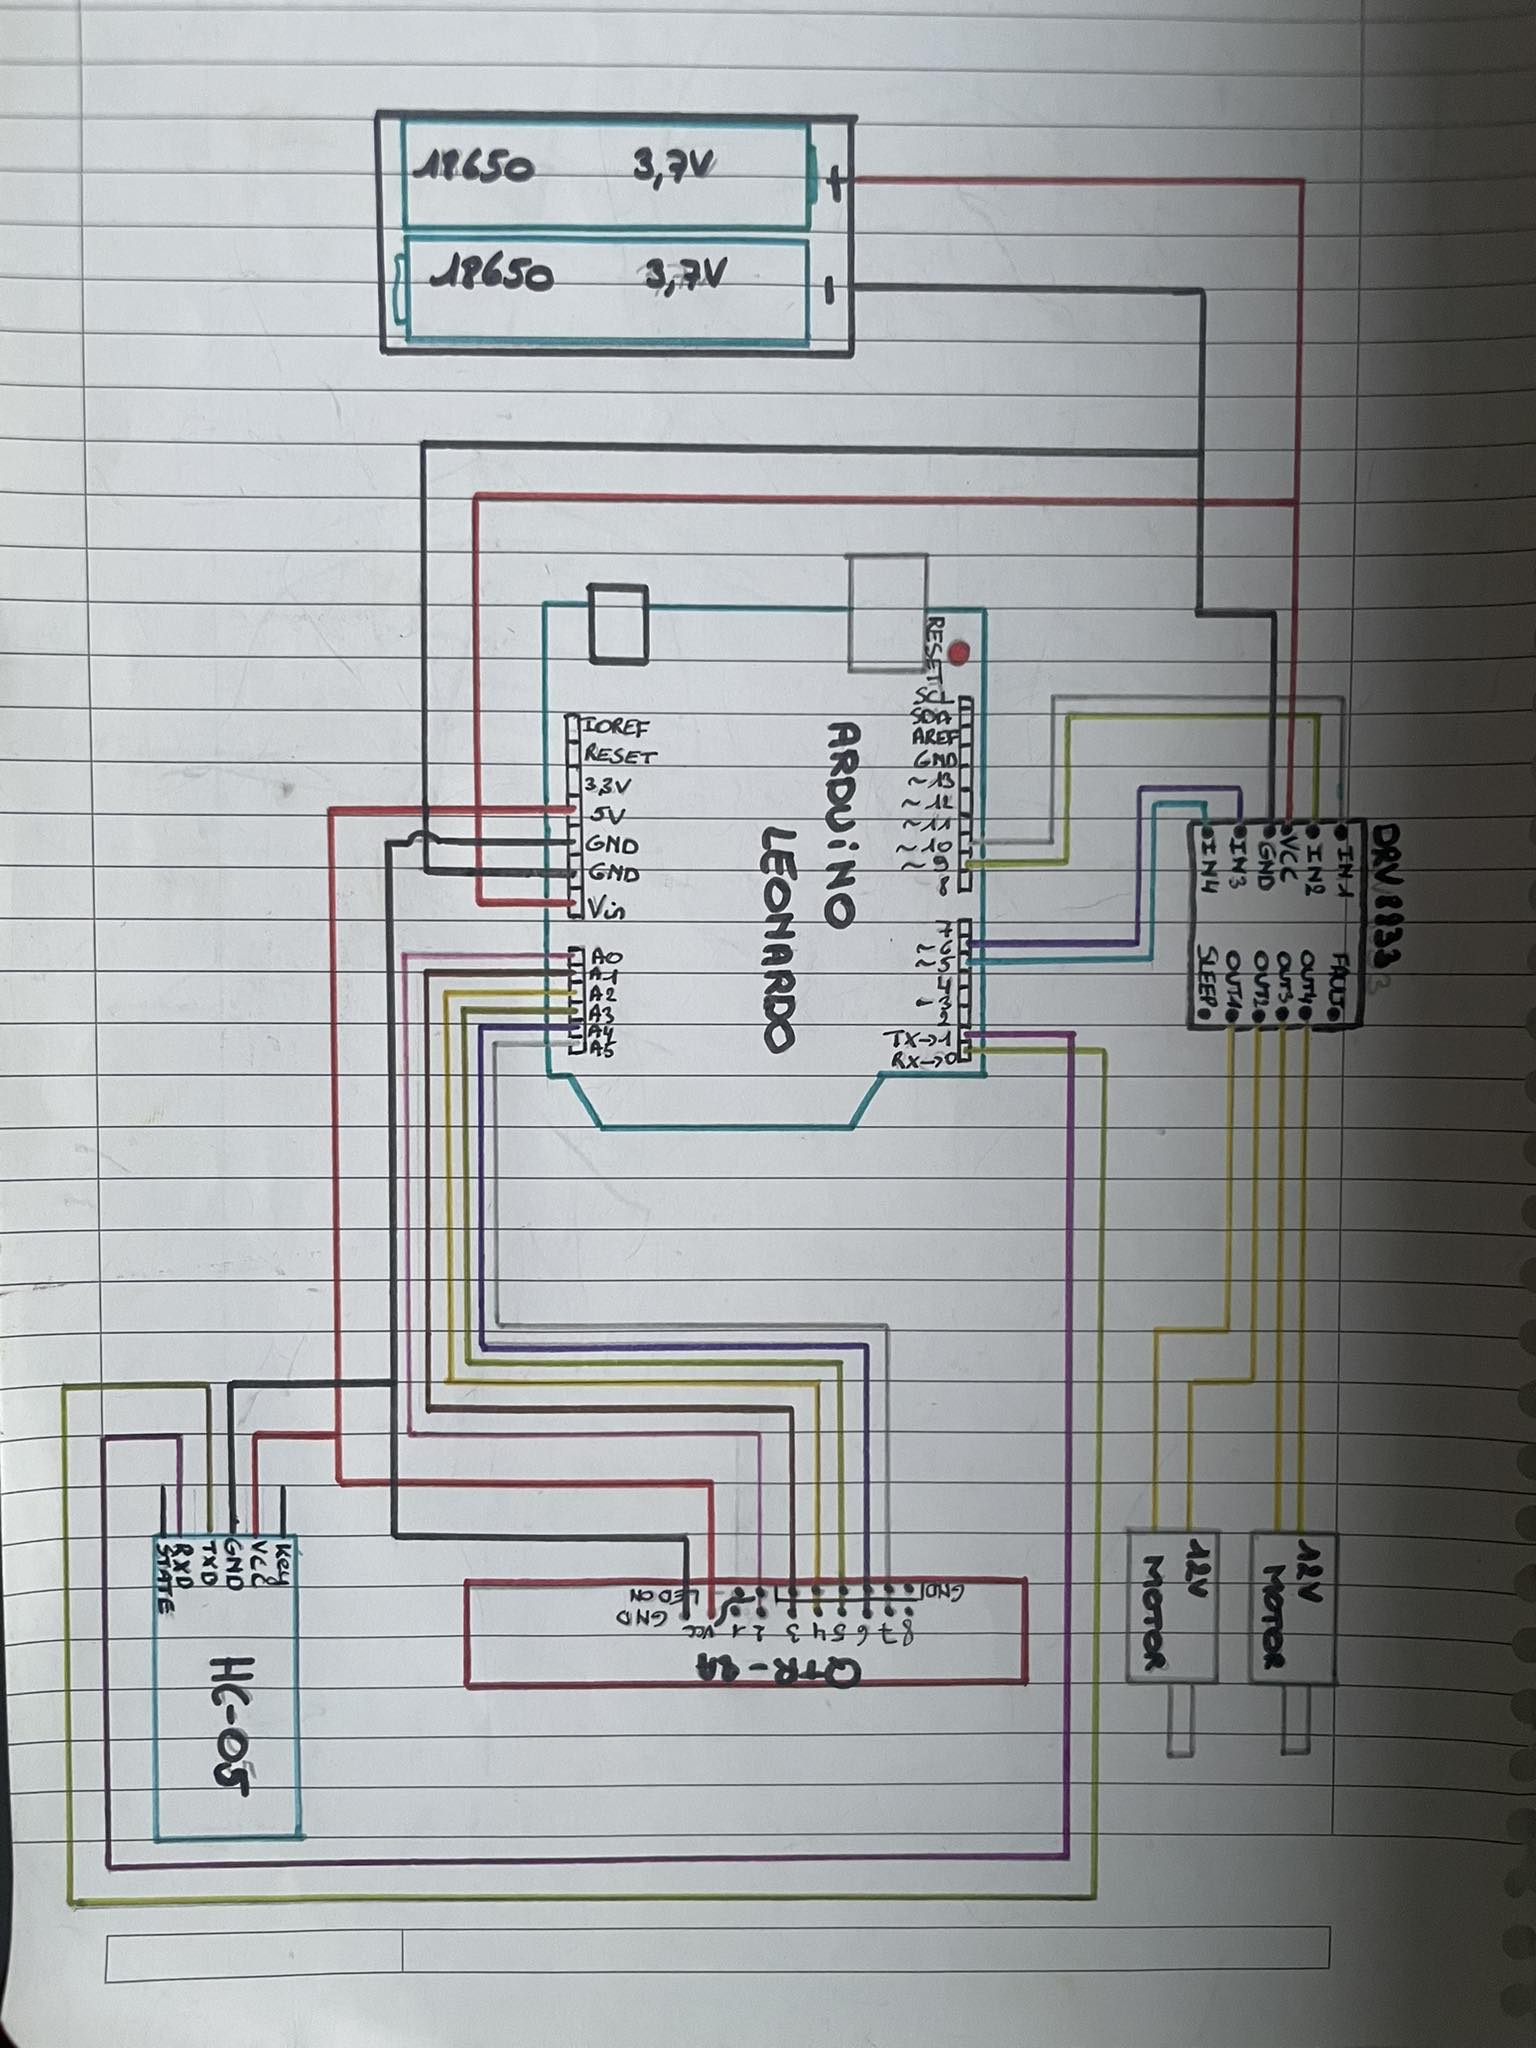 18650 3,7V
+
18650 3,7V
-
RESET
SCL
SDA
AREF
GND
~13
~12
~11
~10
~9
8
7
~6
~5
4
3
2
TX→1
RX→0
ARDUiNO
LEONARDO
IOREF
RESET
3,3V
5V
GND
GND
Vin
A0
A1
A2
A3
A4
A5
DRV8833
IN1
IN2
VCC
GND
IN3
IN4
FAULT
OUT4
OUT3
OUT2
OUT1
SLEEP
12V
MOTOR
12V
MOTOR
Key
VCC
GND
TXD
RXD
STATE
HC-05
GND
LED ON
GND
VCC
1
2
3
4
5
6
7
8
QTR-8A